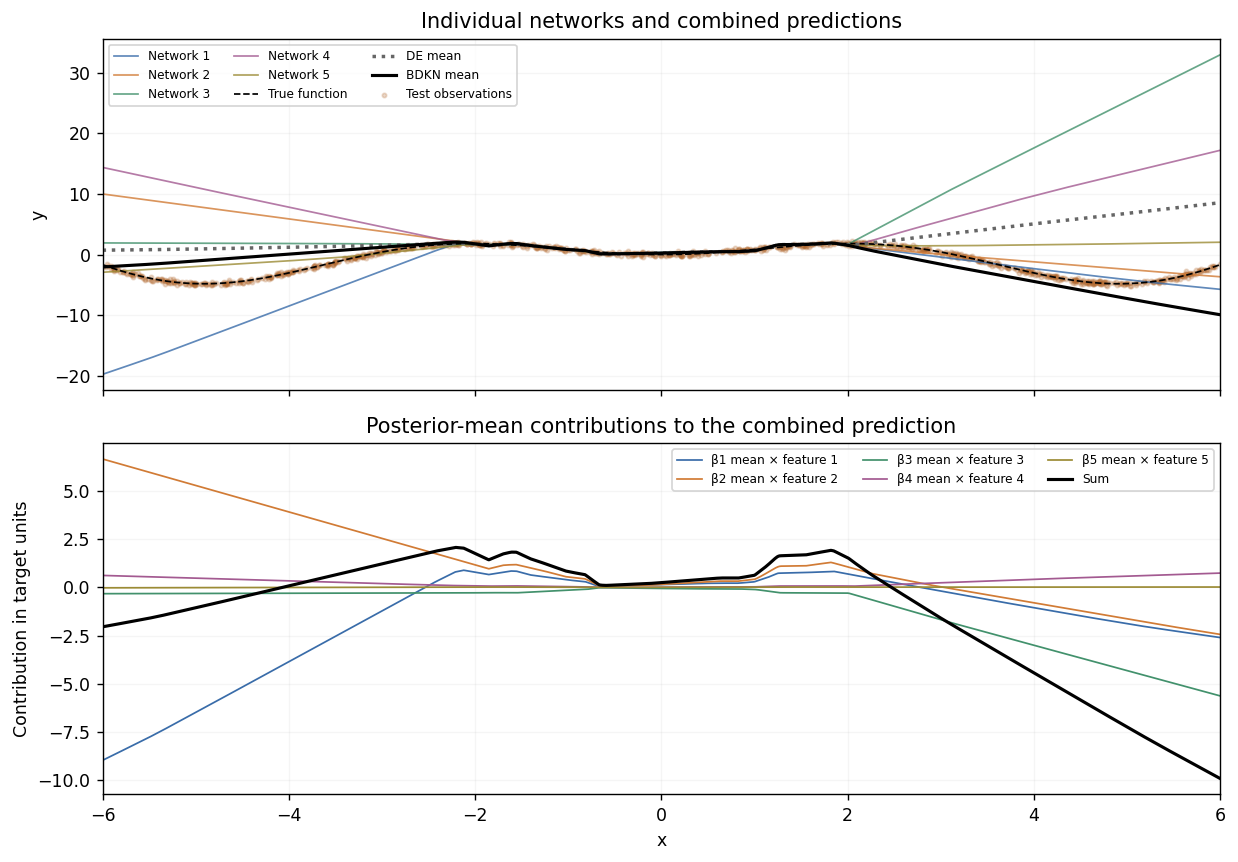 Individual networks and combined predictions
Network 1
Network 2
Network 3
Network 4
Network 5
True function
DE mean
BDKN mean
Test observations
30
20
10
0
−10
−20
y
Posterior-mean contributions to the combined prediction
β1 mean × feature 1
β2 mean × feature 2
β3 mean × feature 3
β4 mean × feature 4
β5 mean × feature 5
Sum
5.0
2.5
0.0
−2.5
−5.0
−7.5
−10.0
Contribution in target units
−6
−4
−2
0
2
4
6
x